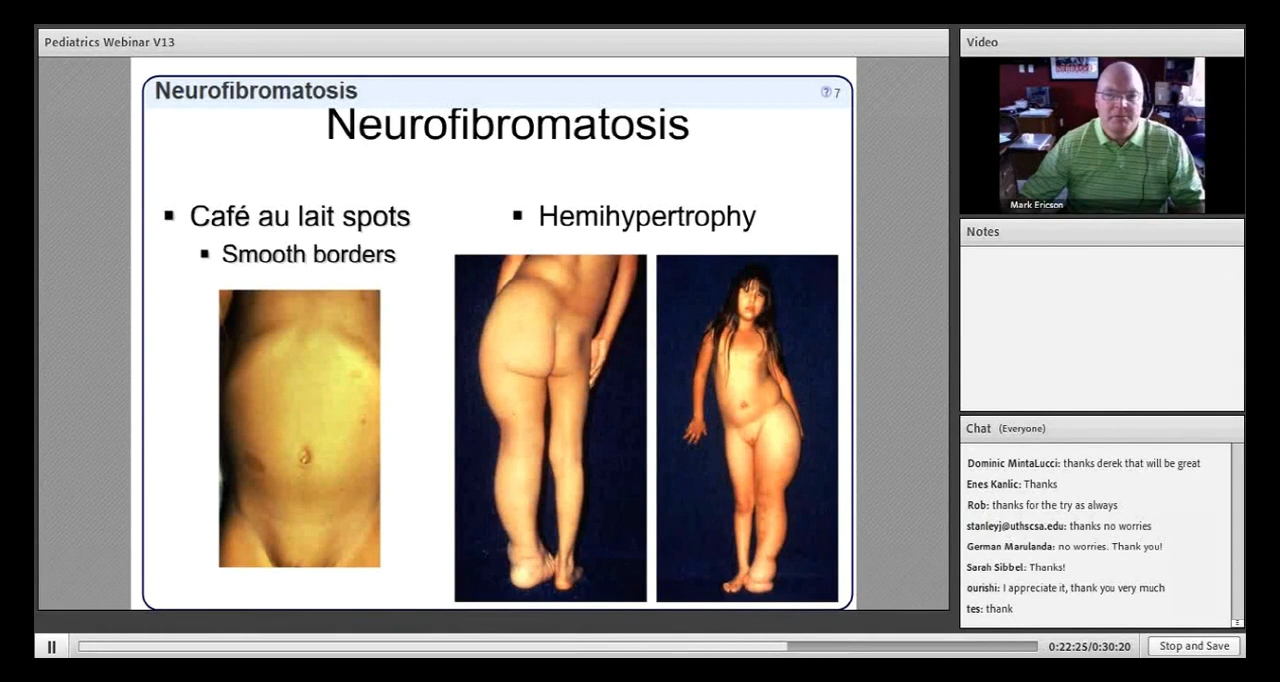 Pediatrics Webinar V13
Neurofibromatosis
7
Neurofibromatosis
▪ Café au lait spots
▪ Smooth borders
▪ Hemihypertrophy
Video
Mark Ericson
Notes
Chat (Everyone)
Dominic MintaLucci: thanks derek that will be great
Enes Kanlic: Thanks
Rob: thanks for the try as always
stanleyj@uthscsa.edu: thanks no worries
German Marulanda: no worries. Thank you!
Sarah Sibbel: Thanks!
ourishi: I appreciate it, thank you very much
tes: thank
0:22:25/0:30:20
Stop and Save